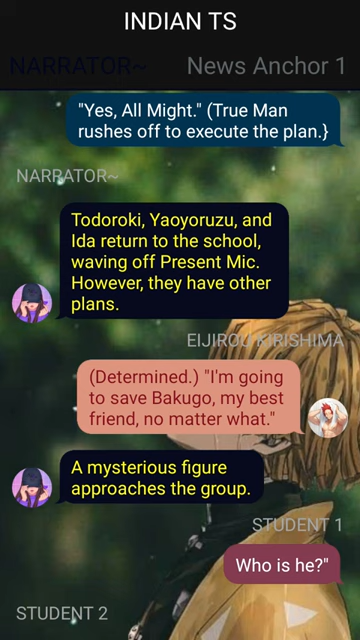 INDIAN TS
NARRATOR~
News Anchor 1
"Yes, All Might." (True Man
rushes off to execute the plan.}
NARRATOR~
Todoroki, Yaoyoruzu, and
Ida return to the school,
waving off Present Mic.
However, they have other
plans.
EIJIROU KIRISHIMA
(Determined.) "I'm going
to save Bakugo, my best
friend, no matter what."
A mysterious figure
approaches the group.
STUDENT 1
Who is he?"
STUDENT 2